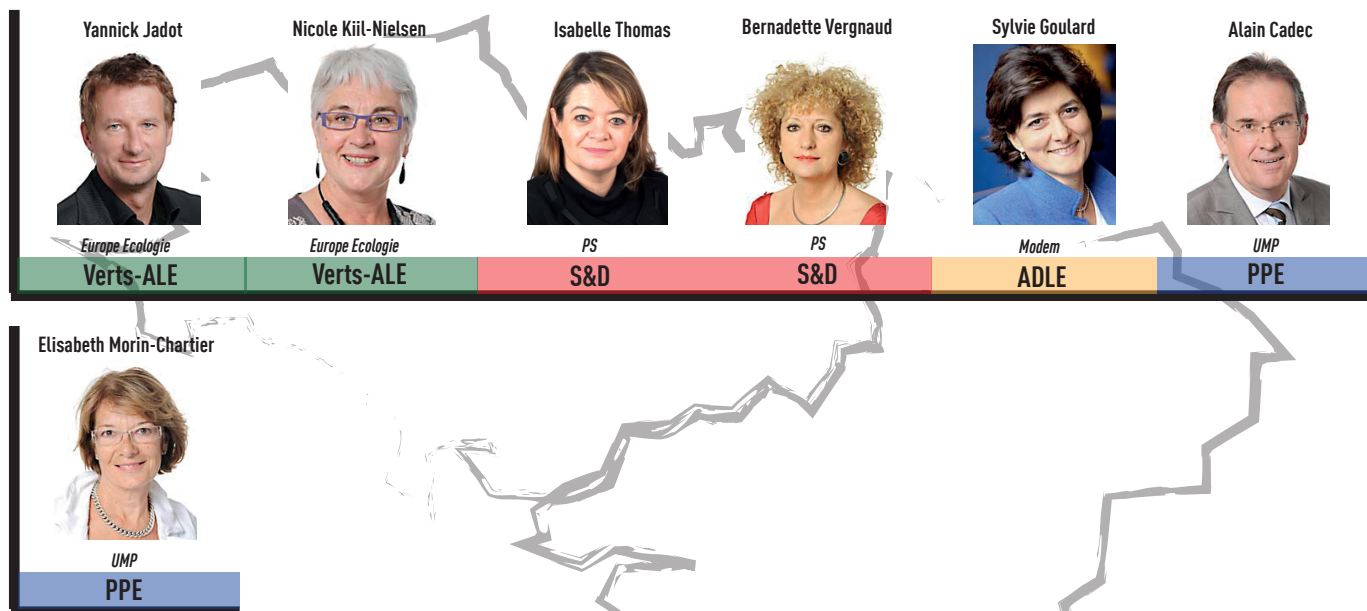 Yannick Jadot
Nicole Kiil-Nielsen
Isabelle Thomas
Bernadette Vergnaud
Sylvie Goulard
Alain Cadec
Europe Ecologie
Europe Ecologie
PS
PS
Modem
UMP
Verts-ALE
Verts-ALE
S&D
S&D
ADLE
PPE
Elisabeth Morin-Chartier
UMP
PPE